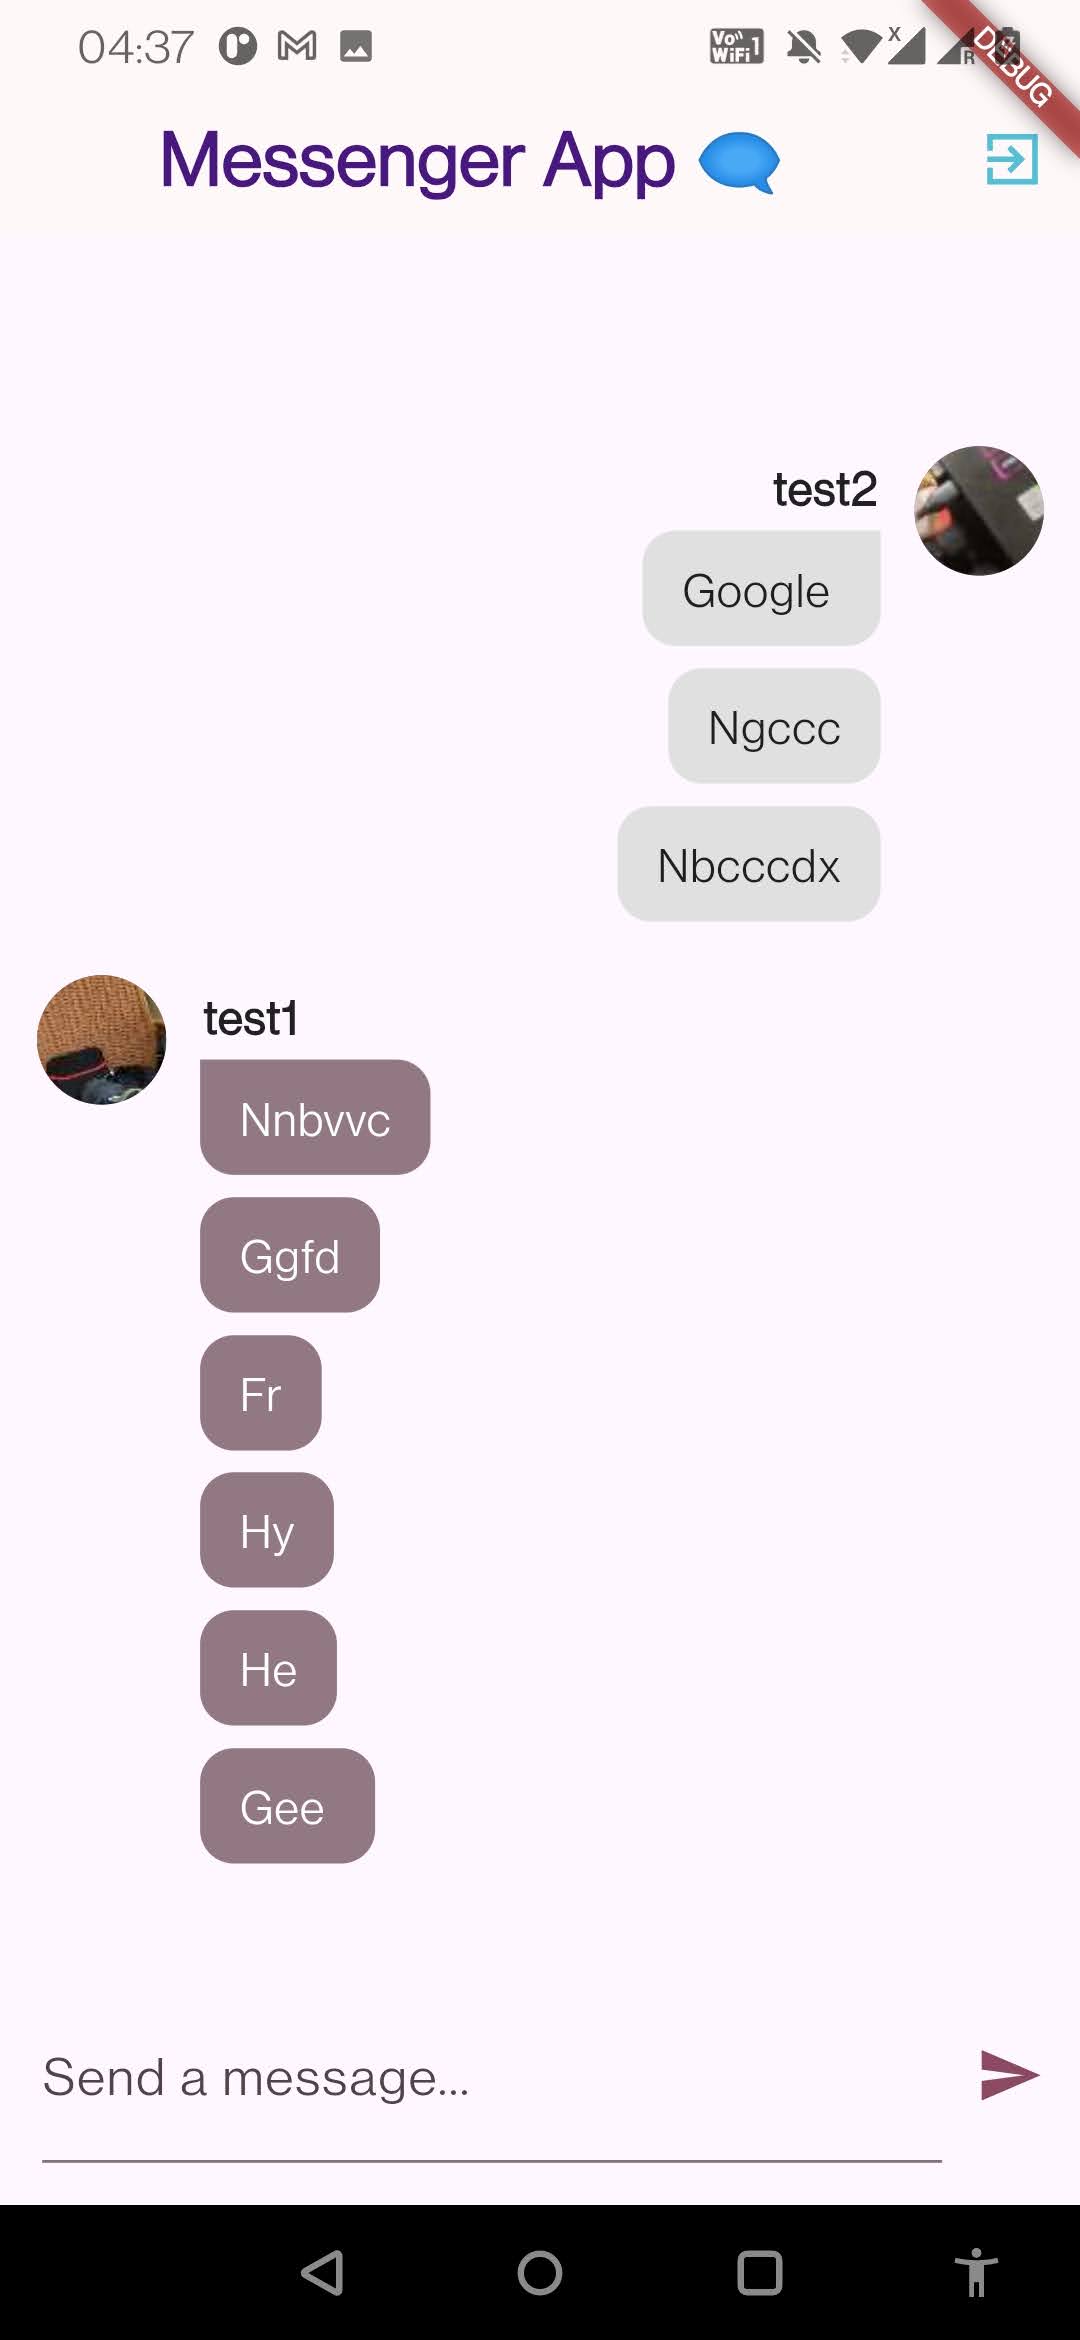 04:37
Vo WiFi 1 X R
DEBUG
Messenger App
test2
Google
Ngccc
Nbcccdx
test1
Nnbvvc
Ggfd
Fr
Hy
He
Gee
Send a message...